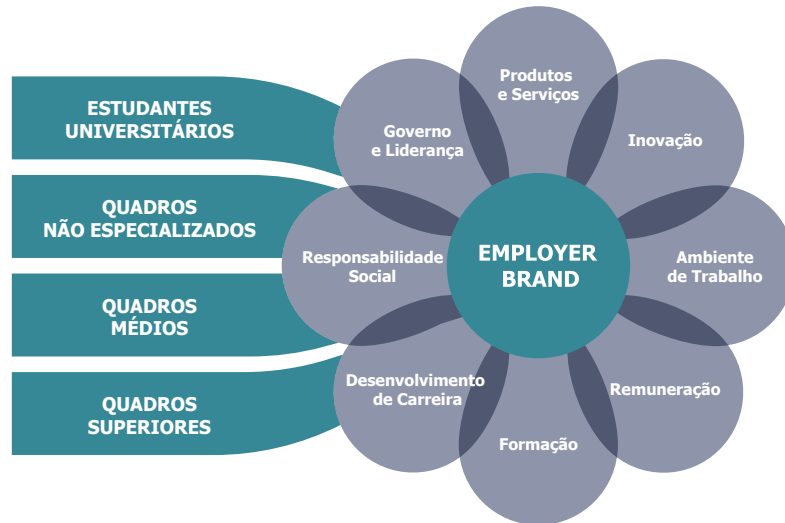 ESTUDANTES
UNIVERSITÁRIOS
QUADROS
NÃO ESPECIALIZADOS
QUADROS
MÉDIOS
QUADROS
SUPERIORES
Produtos
e Serviços
Governo
e Liderança
Inovação
Responsabilidade
Social
EMPLOYER
BRAND
Ambiente
de Trabalho
Desenvolvimento
de Carreira
Remuneração
Formação